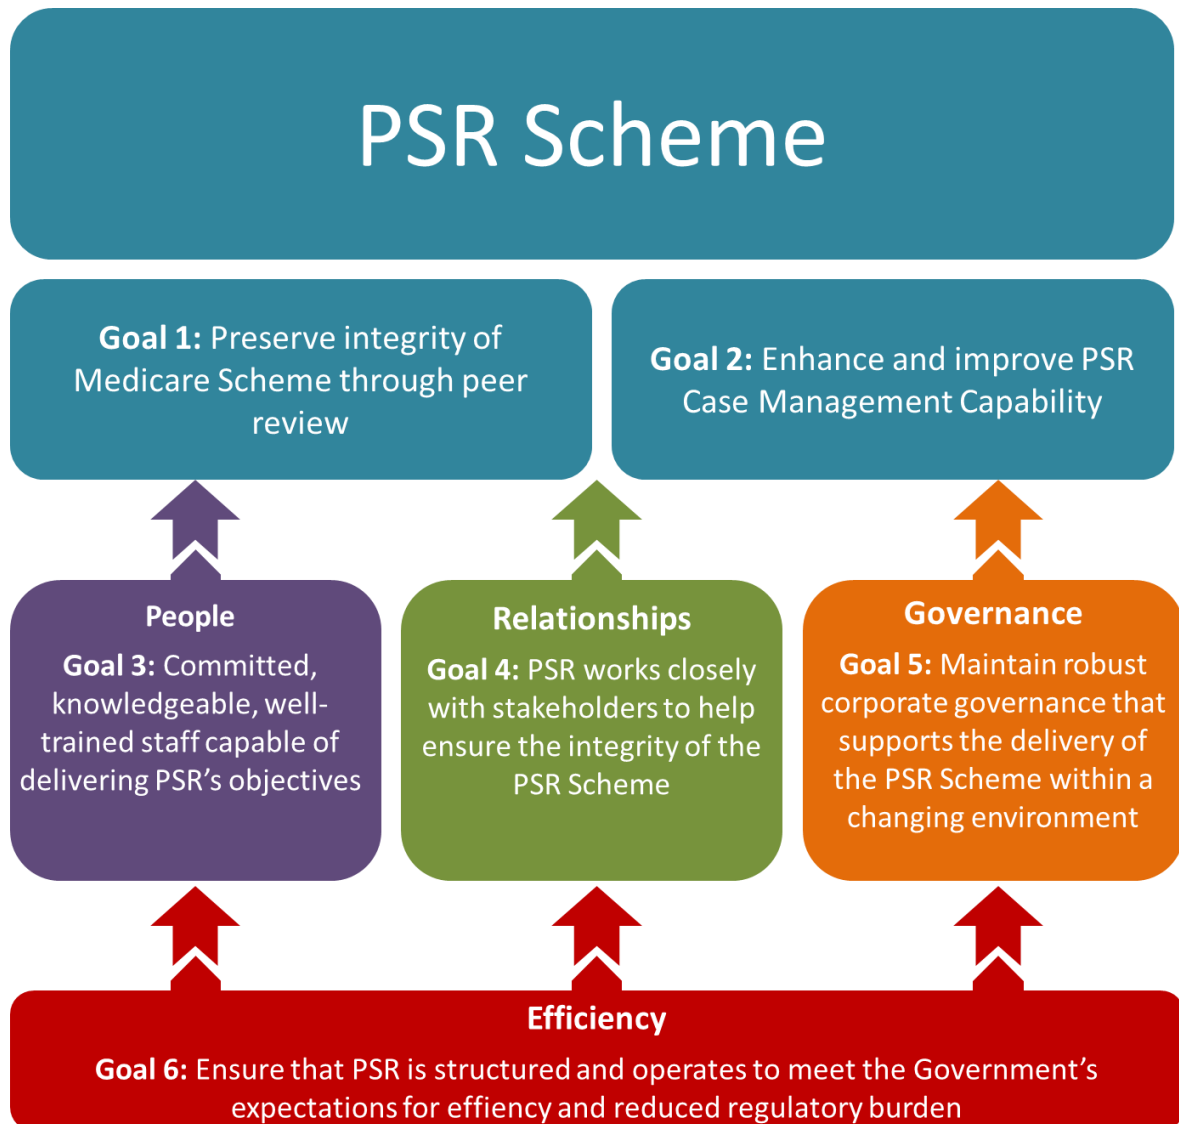 PSR Scheme
Goal 1: Preserve integrity of
Medicare Scheme through peer
review
Goal 2: Enhance and improve PSR
Case Management Capability
People
Goal 3: Committed,
knowledgeable, well-
trained staff capable of
delivering PSR’s objectives
Relationships
Goal 4: PSR works closely
with stakeholders to help
ensure the integrity of the
PSR Scheme
Governance
Goal 5: Maintain robust
corporate governance that
supports the delivery of
the PSR Scheme within a
changing environment
Efficiency
Goal 6: Ensure that PSR is structured and operates to meet the Government’s
expectations for effiency and reduced regulatory burden